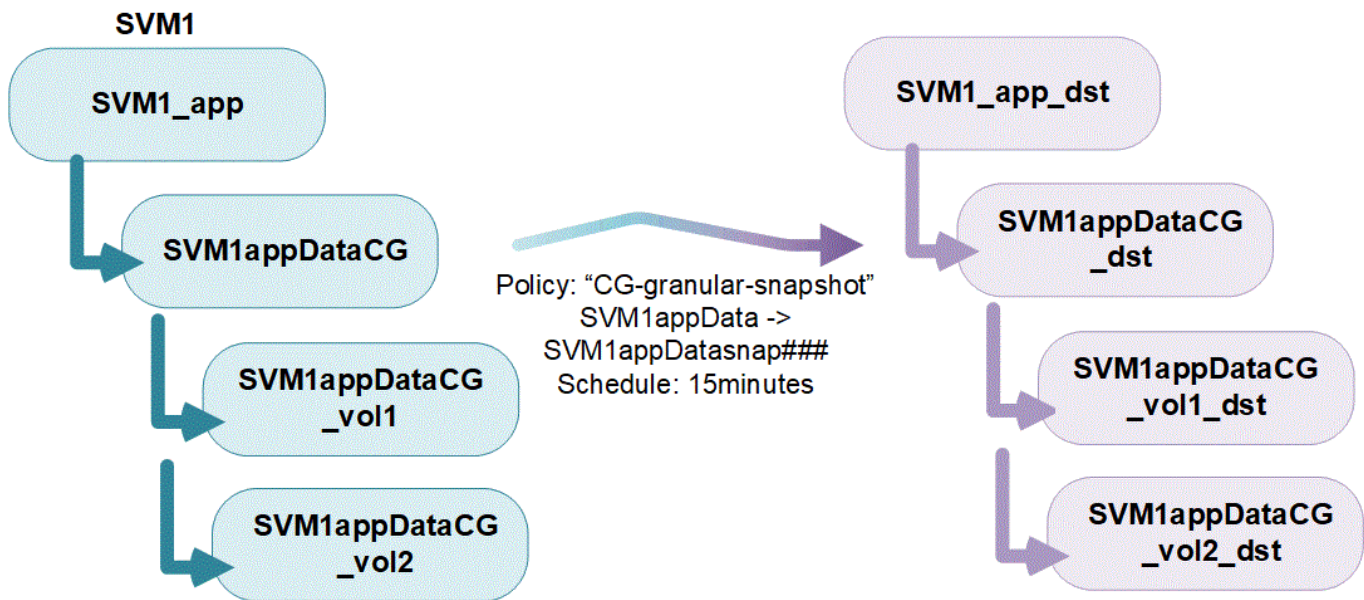 SVM1
SVM1_app
SVM1appDataCG
SVM1appDataCG
_vol1
SVM1appDataCG
_vol2
Policy: “CG-granular-snapshot”
SVM1appData ->
SVM1appDatasnap###
Schedule: 15minutes
SVM1_app_dst
SVM1appDataCG
_dst
SVM1appDataCG
_vol1_dst
SVM1appDataCG
_vol2_dst